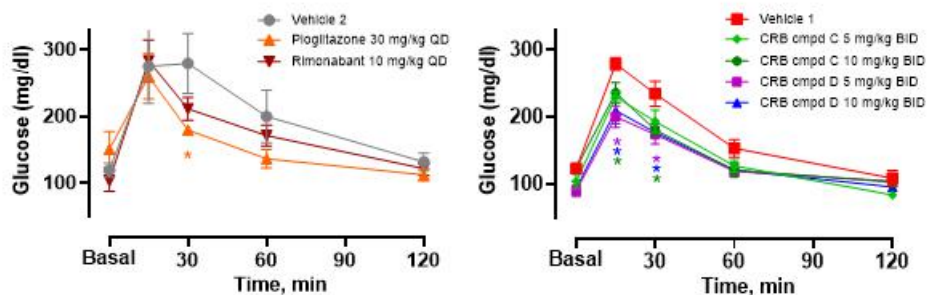 Vehicle 2
Pioglitazone 30 mg/kg QD
Rimonabant 10 mg/kg QD
Glucose (mg/dl)
300
200
100
Basal 30 60 90 120
Time, min
Vehicle 1
CRB cmpd C 5 mg/kg BID
CRB cmpd C 10 mg/kg BID
CRB cmpd D 5 mg/kg BID
CRB cmpd D 10 mg/kg BID
Glucose (mg/dl)
300
200
100
Basal 30 60 90 120
Time, min